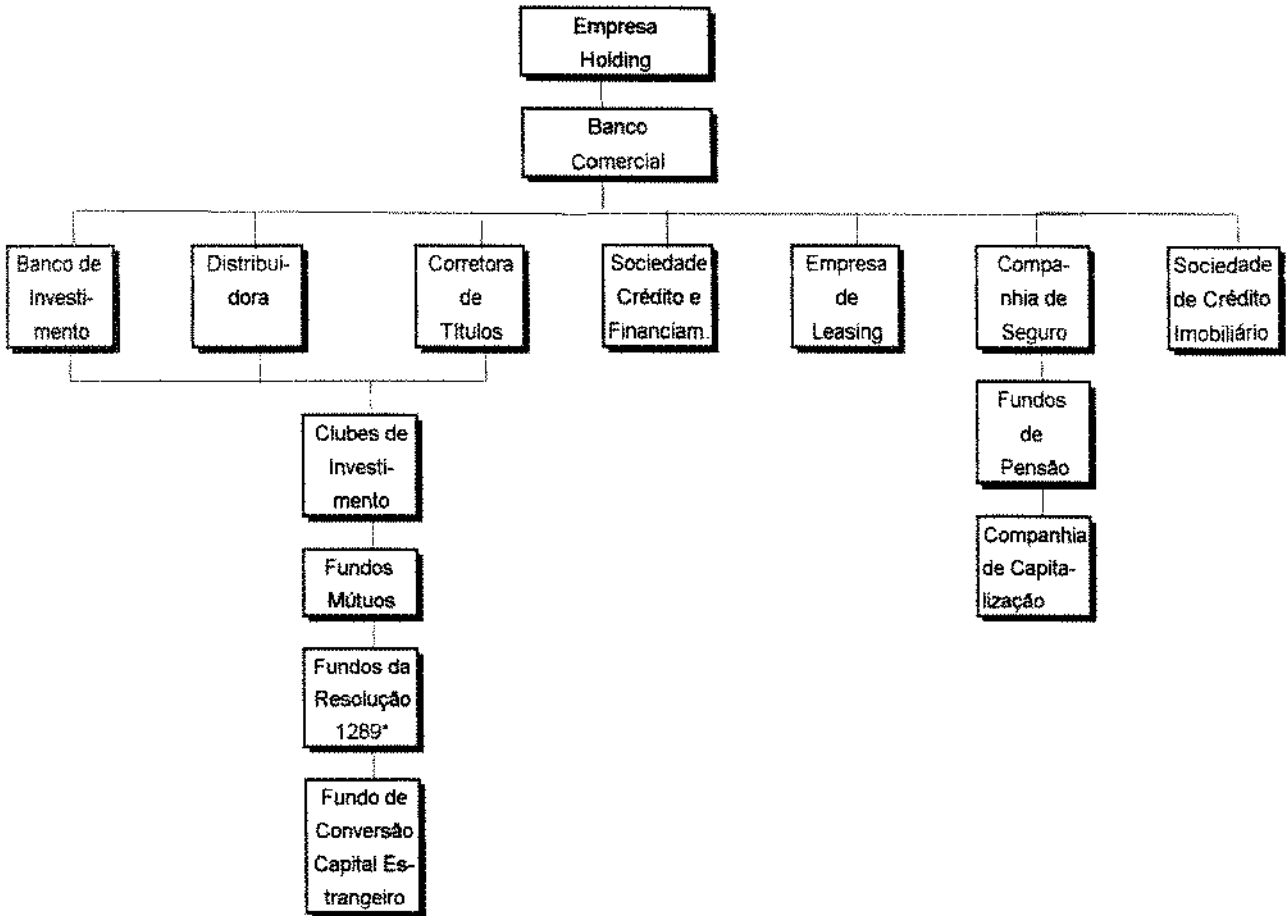 Empresa
Holding
Banco
Comercial
Banco de
Investi-
mento
Distribui-
dora
Corretora
de
Títulos
Sociedade
Crédito e
Financiam.
Empresa
de
Leasing
Compa-
nhia de
Seguro
Sociedade
de Crédito
Imobiliário
Clubes de
Investi-
mento
Fundos
de
Pensão
Fundos
Mútuos
Companhia
de Capita-
lização
Fundos da
Resolução
1289*
Fundo de
Conversão
Capital Es-
trangeiro